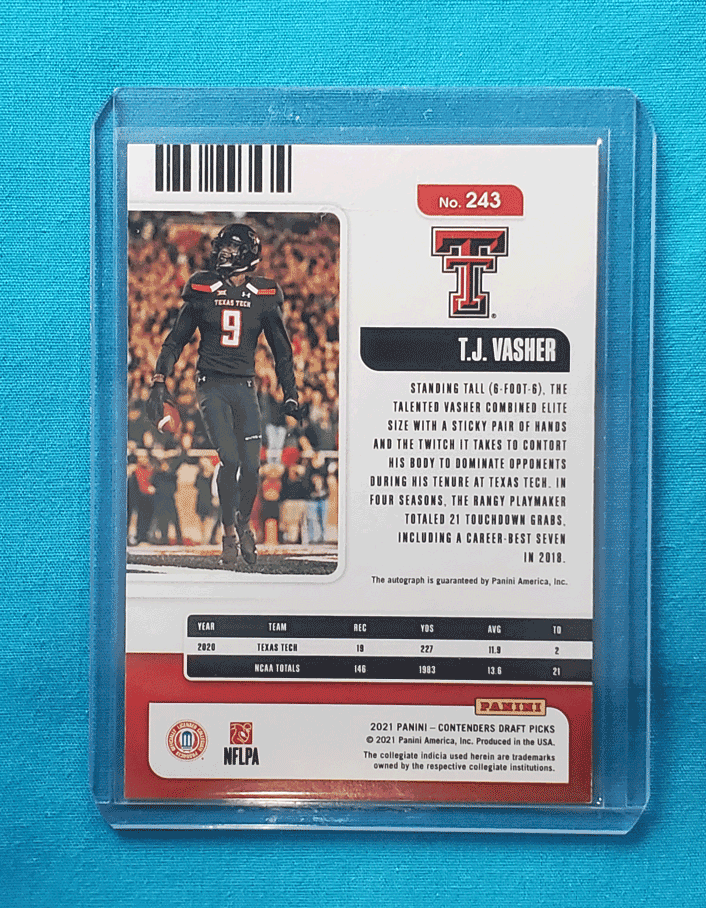 No. 243
T
TEXAS TECH
9
T.J. VASHER
STANDING TALL (6-FOOT-6), THE
TALENTED VASHER COMBINED ELITE
SIZE WITH A STICKY PAIR OF HANDS
AND THE TWITCH IT TAKES TO CONTORT
HIS BODY TO DOMINATE OPPONENTS
DURING HIS TENURE AT TEXAS TECH. IN
FOUR SEASONS, THE RANGY PLAYMAKER
TOTALED 21 TOUCHDOWN GRABS,
INCLUDING A CAREER-BEST SEVEN
IN 2018.
The autograph is guaranteed by Panini America, Inc.
YEAR TEAM REC YDS AVG TD
2020 TEXAS TECH 19 227 11.9 2
NCAA TOTALS 146 1983 13.6 21
PANINI
2021 PANINI – CONTENDERS DRAFT PICKS
© 2021 Panini America, Inc. Produced in the USA.
The collegiate indicia used herein are trademarks
owned by the respective collegiate institutions.
NFLPA